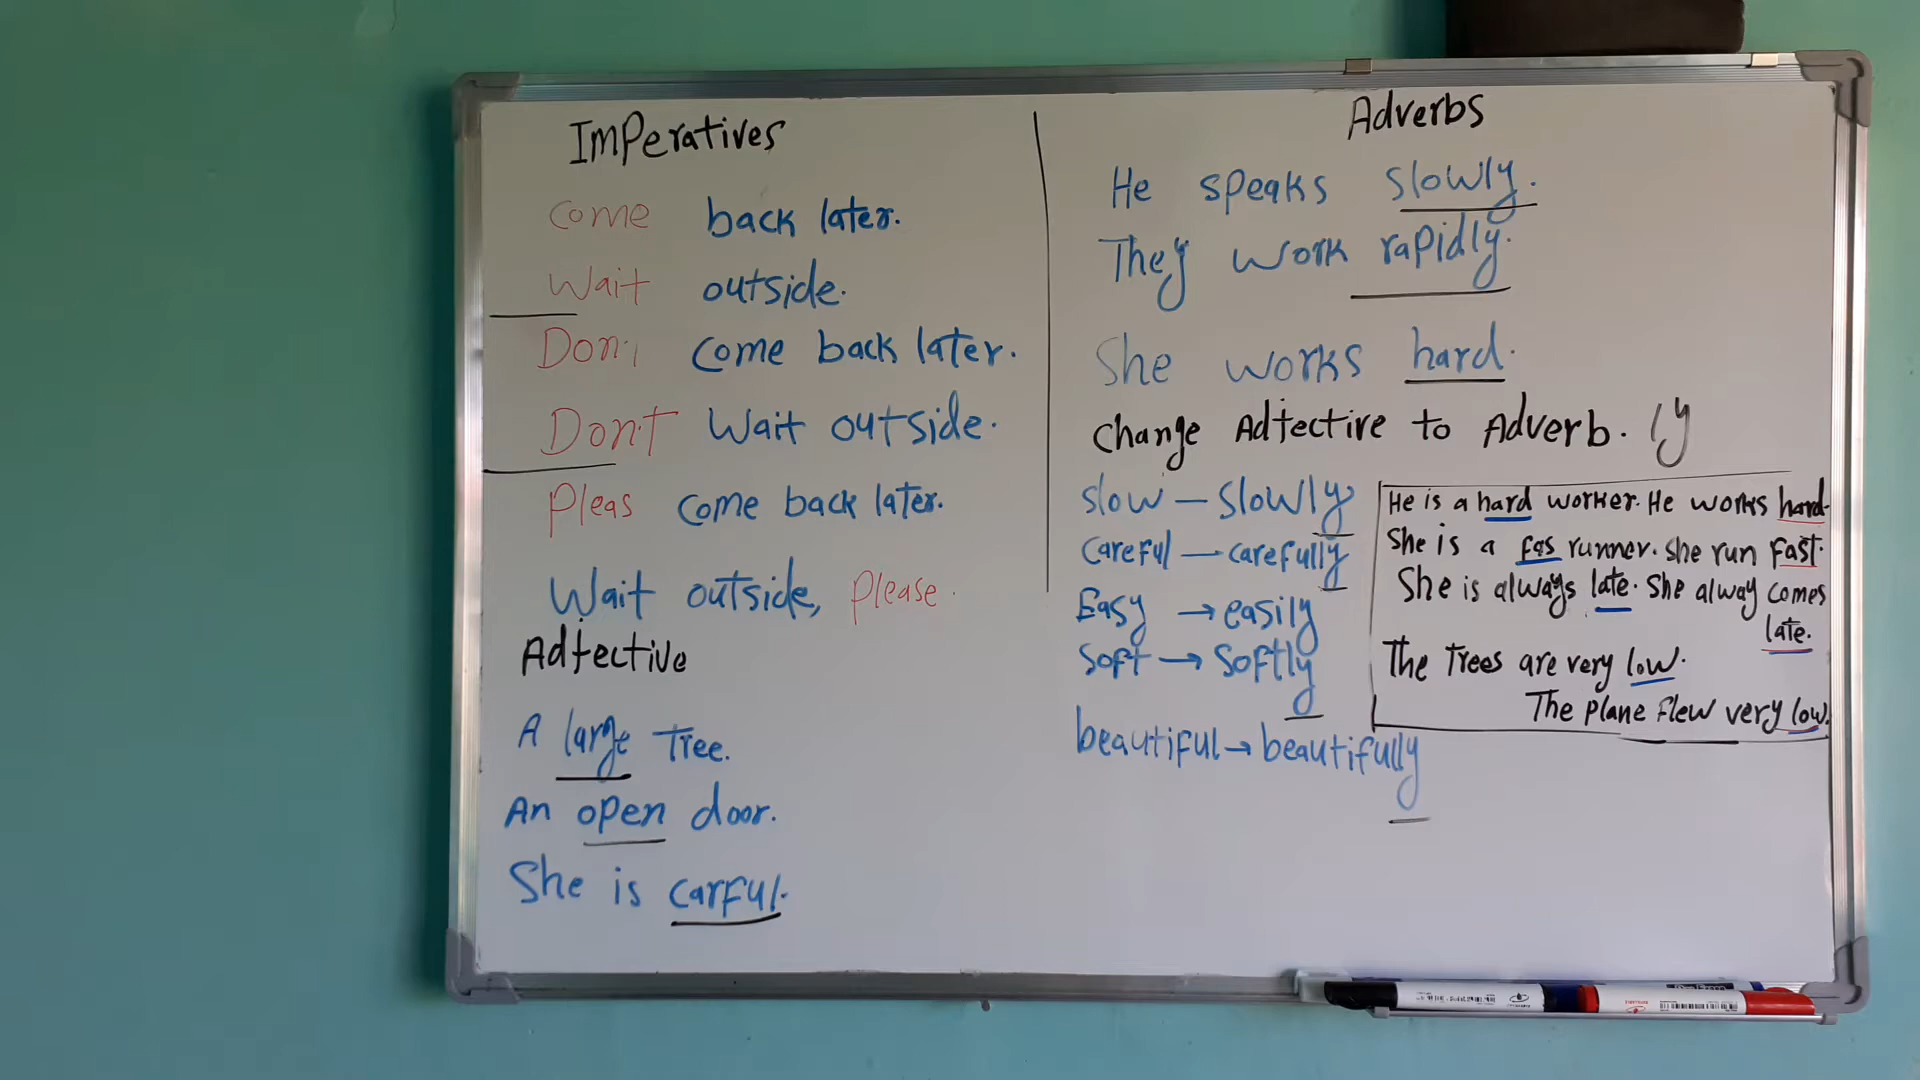 Imperatives
Come back later.
Wait outside.
Don' come back later.
Don't Wait outside.
Pleas come back later.
Wait outside, Please.
Adtective
A large Tree.
An open door.
She is carful.
Adverbs
He speaks slowly.
They work rapidly.
She works hard.
Change Adtective to Adverb. ly
slow – slowly
Careful – carefully
Easy → easily
Soft → Softly
beautiful → beautifully
He is a hard worker. He works hard.
She is a fas runner. she run fast.
She is always late. She alway comes
late.
The Trees are very low.
The plane flew very low.